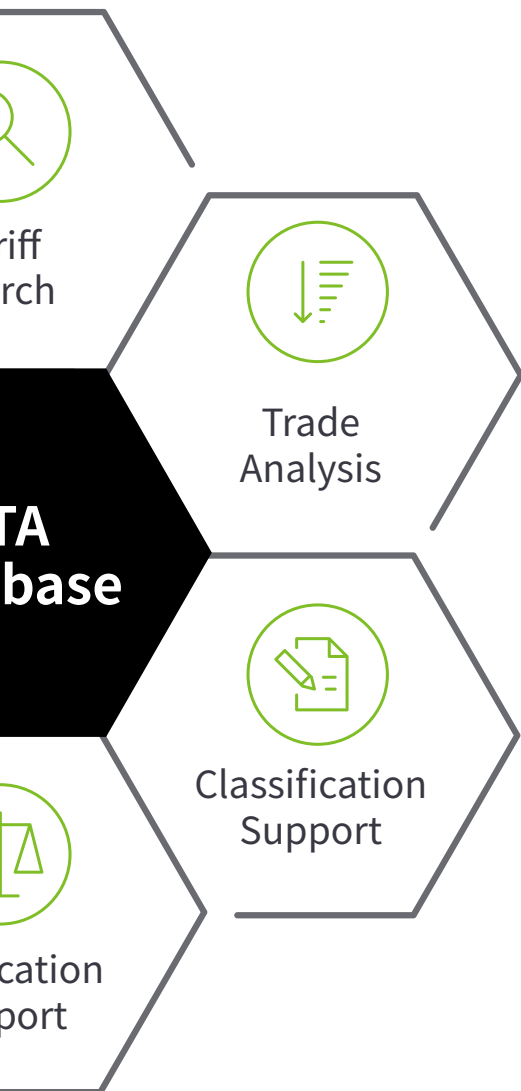 riff
rch
Trade
Analysis
TA
base
Classification
Support
cation
port